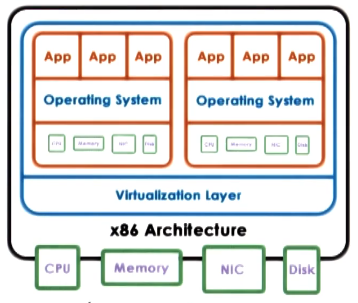 App App App App App App
Operating System Operating System
CPU Memory NIC Disk CPU Memory NIC Disk
Virtualization Layer
x86 Architecture
CPU Memory NIC Disk